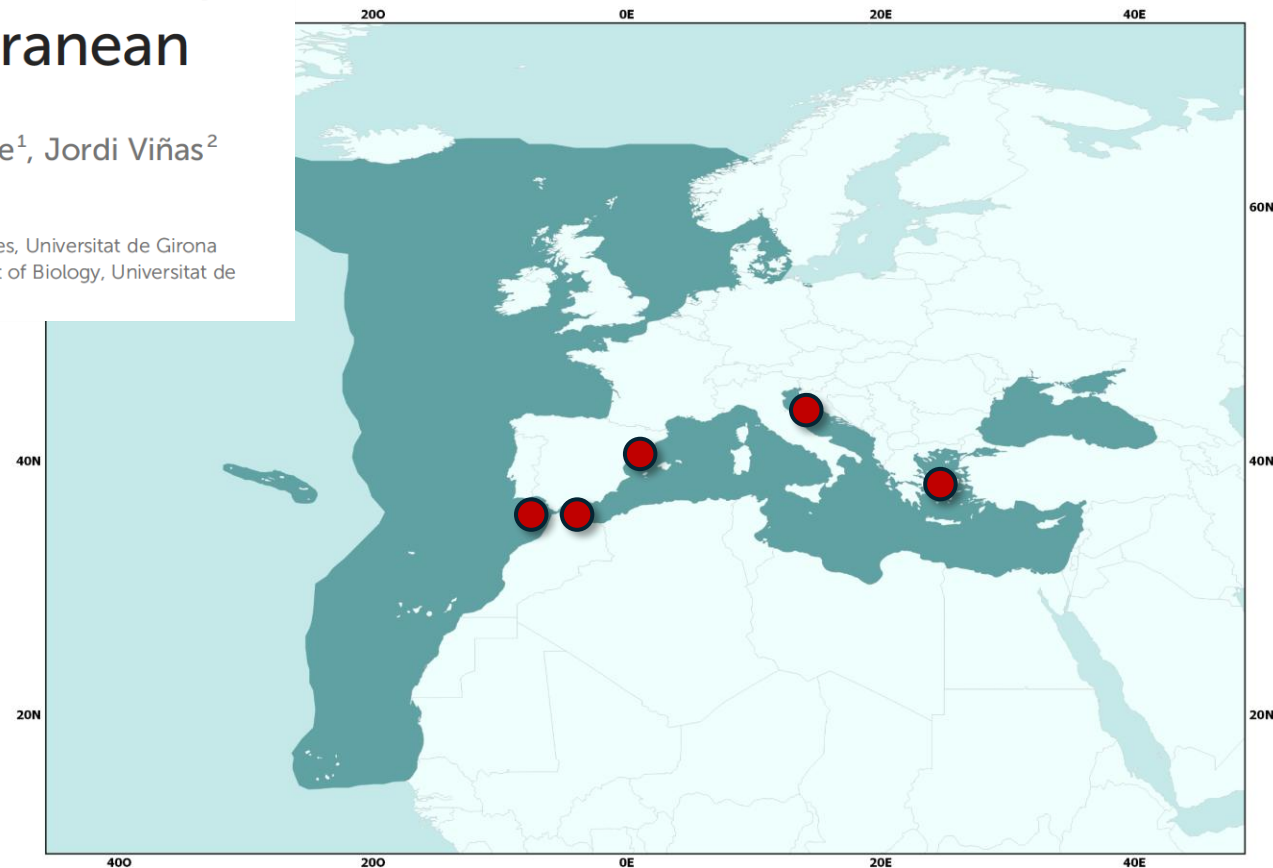 ranean
e¹, Jordi Viñas²
es, Universitat de Girona
t of Biology, Universitat de
20O 0E 20E 40E
60N
40N 40N
20N 20N
40O 20O 0E 20E 40E